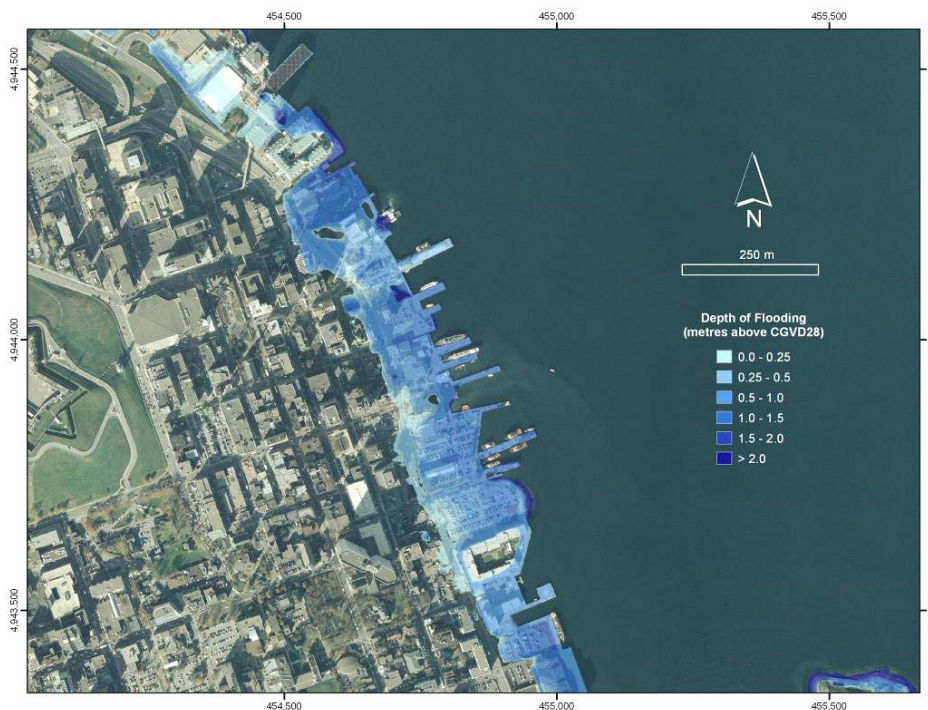 454,500
455,000
455,500
4,944,500
4,944,000
4,943,500
N
250 m
Depth of Flooding
(metres above CGVD28)
0.0 - 0.25
0.25 - 0.5
0.5 - 1.0
1.0 - 1.5
1.5 - 2.0
> 2.0
454,500
455,000
455,500